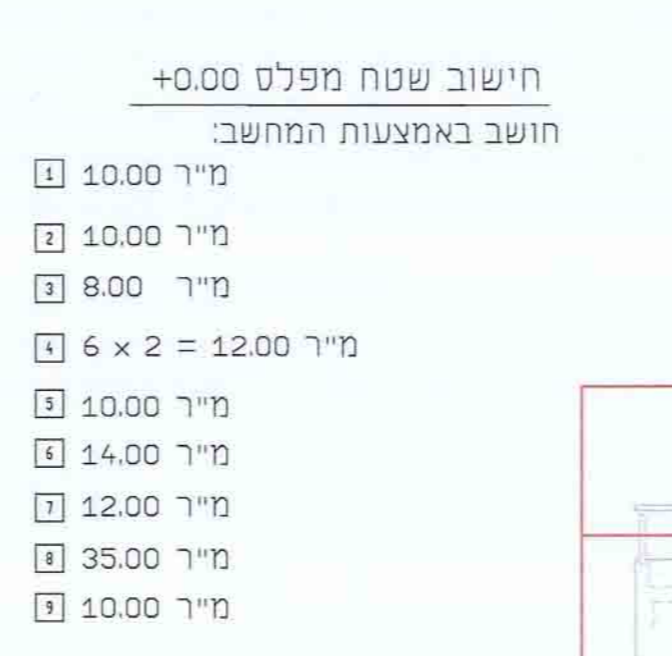 חישוב שטח מפלס 0.00+
חושב באמצעות המחשב:
1 10.00 מ"ר
2 10.00 מ"ר
3 8.00 מ"ר
4 6 x 2 = 12.00 מ"ר
5 10.00 מ"ר
6 14.00 מ"ר
7 12.00 מ"ר
8 35.00 מ"ר
9 10.00 מ"ר